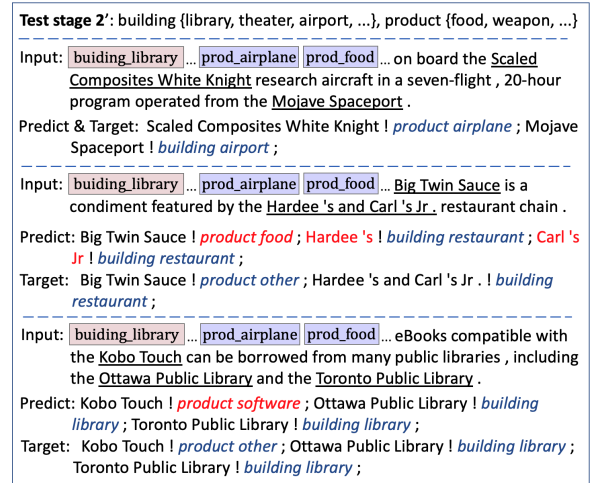 Test stage 2′: building {library, theater, airport, ...}, product {food, weapon, ...}
Input: buiding_library ... prod_airplane prod_food ... on board the Scaled
Composites White Knight research aircraft in a seven-flight , 20-hour
program operated from the Mojave Spaceport .
Predict & Target: Scaled Composites White Knight ! product airplane ; Mojave
Spaceport ! building airport ;
Input: buiding_library ... prod_airplane prod_food ... Big Twin Sauce is a
condiment featured by the Hardee 's and Carl 's Jr . restaurant chain .
Predict: Big Twin Sauce ! product food ; Hardee 's ! building restaurant ; Carl 's
Jr ! building restaurant ;
Target: Big Twin Sauce ! product other ; Hardee 's and Carl 's Jr . ! building
restaurant ;
Input: buiding_library ... prod_airplane prod_food ... eBooks compatible with
the Kobo Touch can be borrowed from many public libraries , including
the Ottawa Public Library and the Toronto Public Library .
Predict: Kobo Touch ! product software ; Ottawa Public Library ! building
library ; Toronto Public Library ! building library ;
Target: Kobo Touch ! product other ; Ottawa Public Library ! building library ;
Toronto Public Library ! building library ;